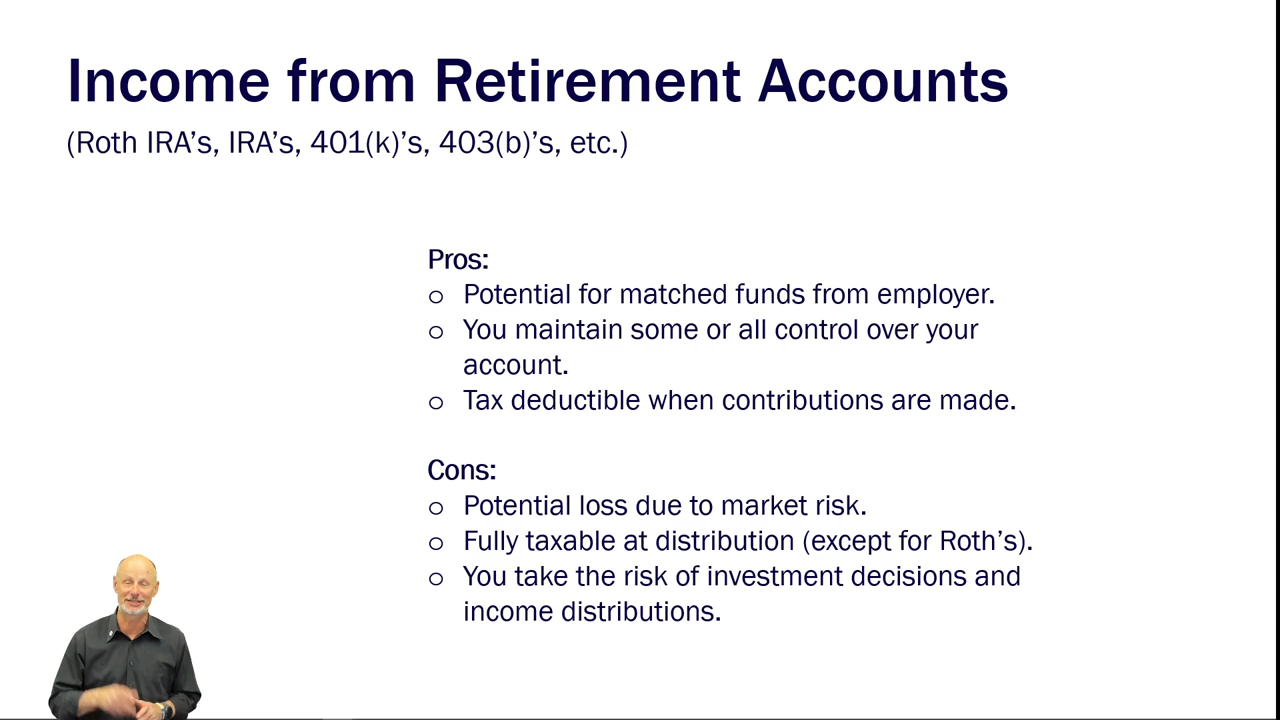 Income from Retirement Accounts
(Roth IRA’s, IRA’s, 401(k)’s, 403(b)’s, etc.)
Pros:
o Potential for matched funds from employer.
o You maintain some or all control over your
account.
o Tax deductible when contributions are made.
Cons:
o Potential loss due to market risk.
o Fully taxable at distribution (except for Roth’s).
o You take the risk of investment decisions and
income distributions.